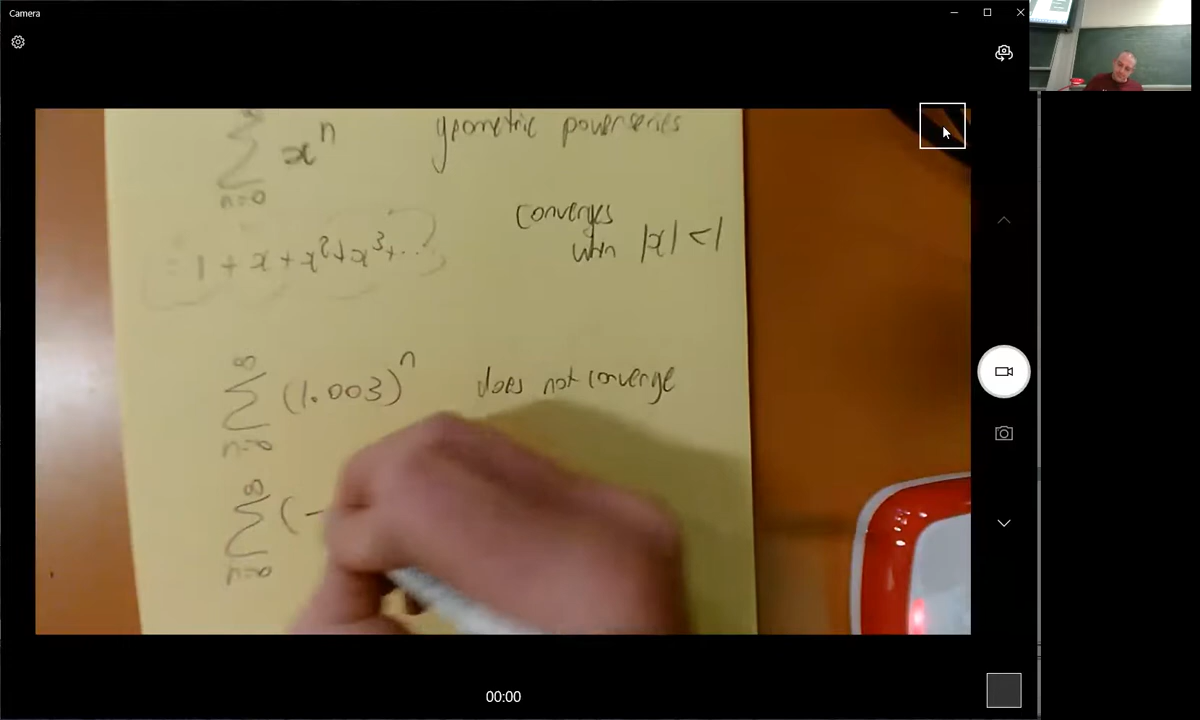 Camera
∞
∑ xⁿ geometric power series
n=0
converges
when |x| < 1
= 1 + x + x² + x³ + ...
∞
∑ (1.003)ⁿ does not converge
n=0
∞
∑ (-
n=0
00:00